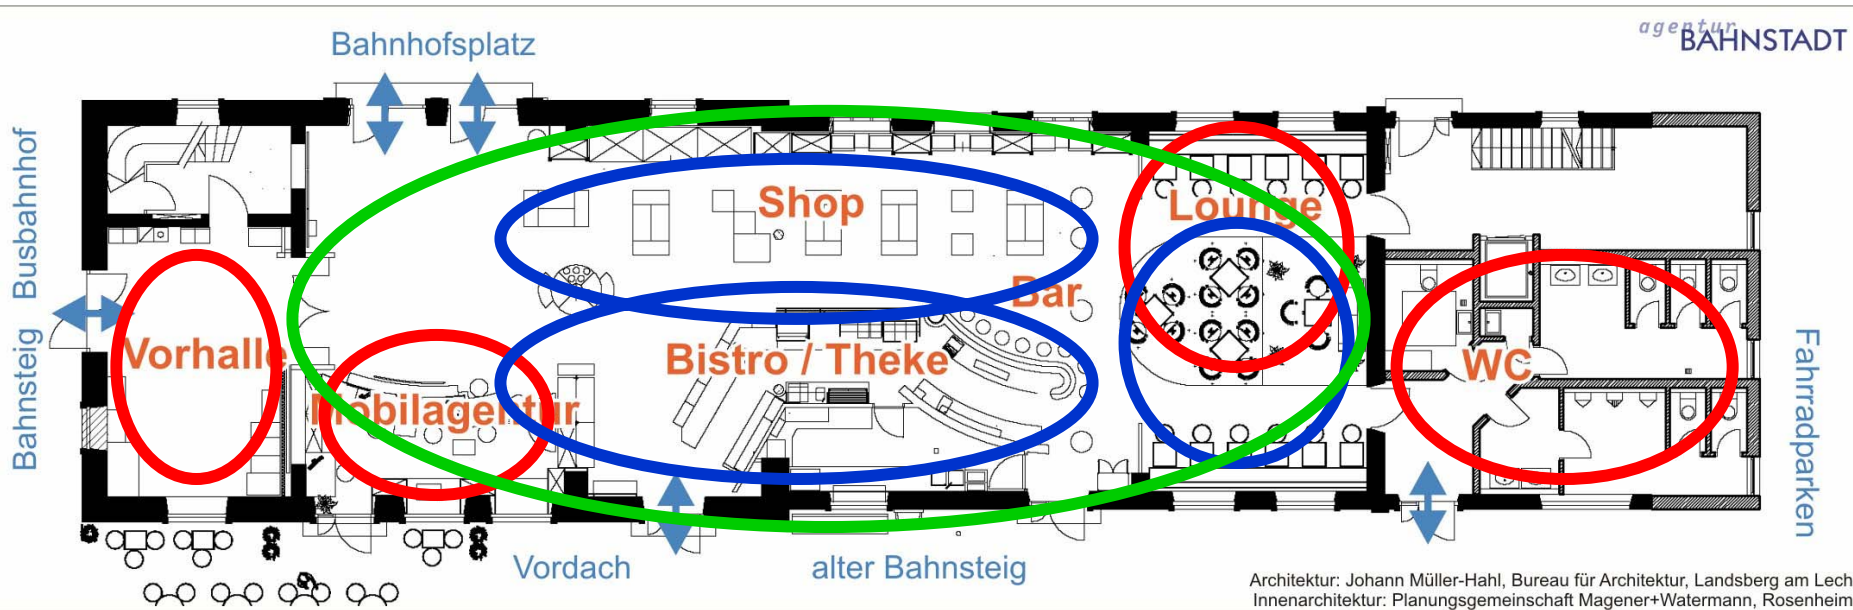 agentur
BAHNSTADT
Bahnhofsplatz
Busbahnhof
Bahnsteig
Shop
Lounge
Bar
Vorhalle
Bistro / Theke
WC
Mobilagentur
Fahrradparken
Vordach
alter Bahnsteig
Architektur: Johann Müller-Hahl, Bureau für Architektur, Landsberg am Lech
Innenarchitektur: Planungsgemeinschaft Magener+Watermann, Rosenheim